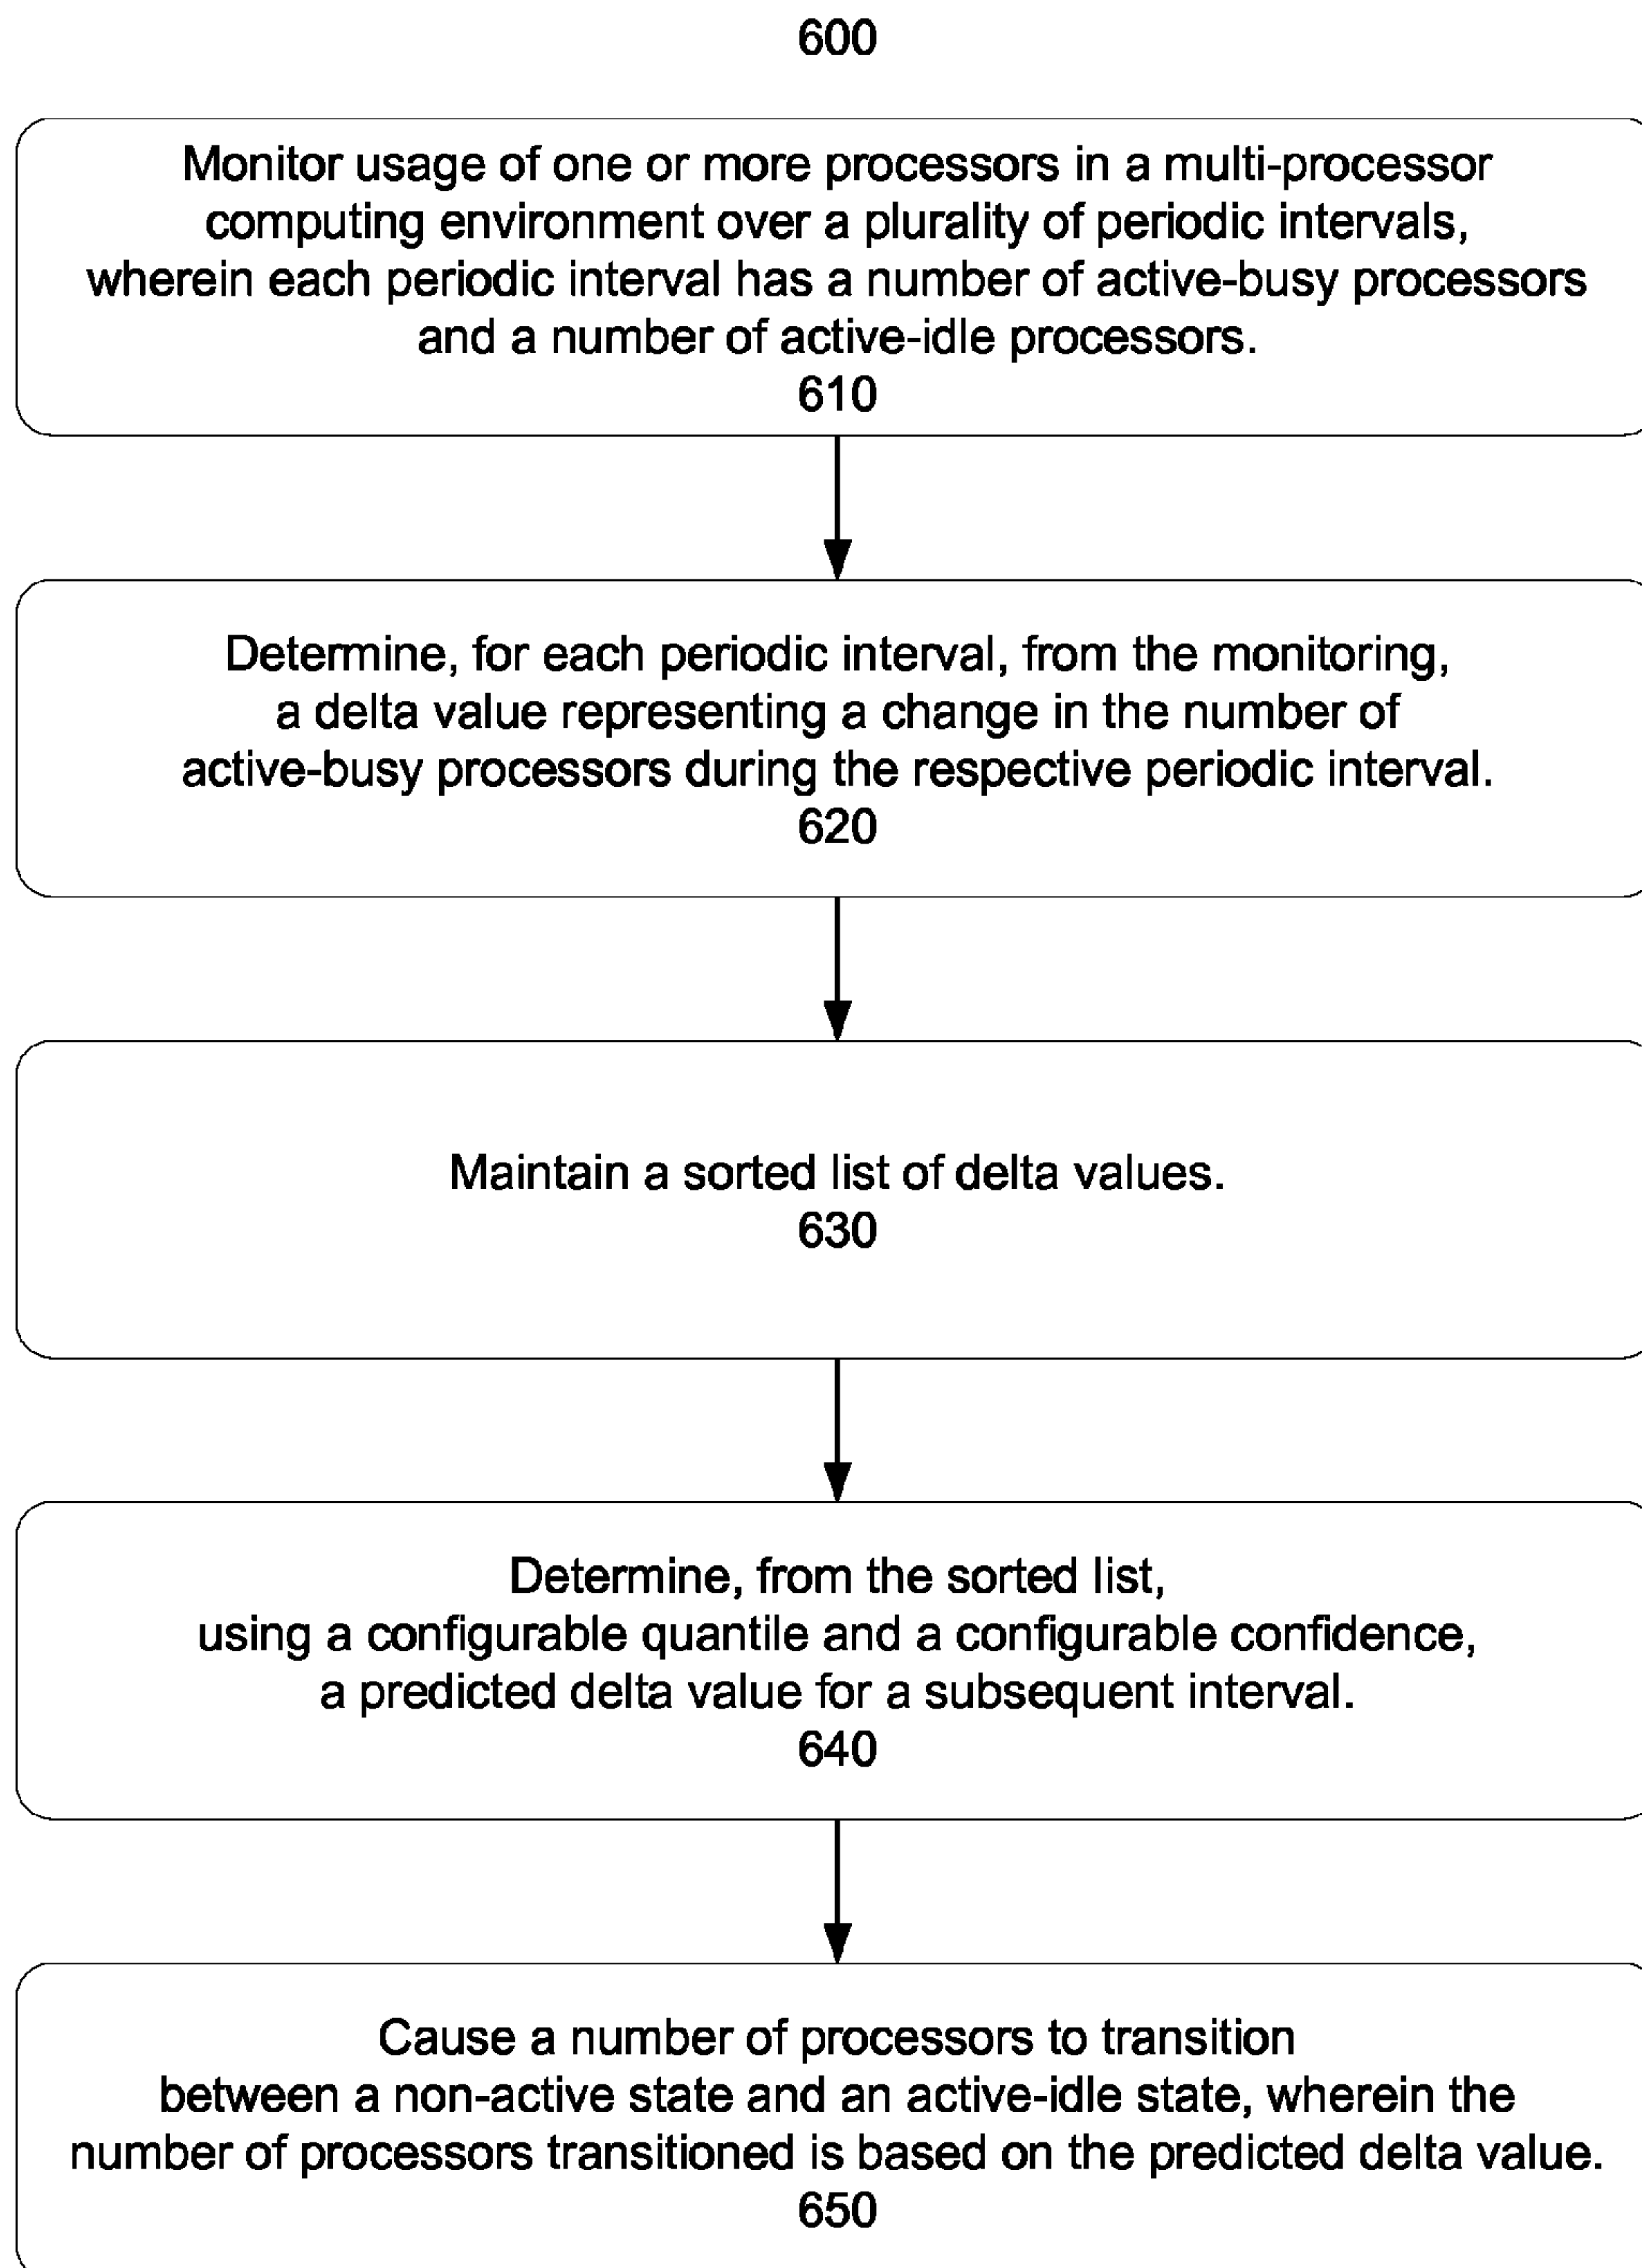 600
Monitor usage of one or more processors in a multi-processor
computing environment over a plurality of periodic intervals,
wherein each periodic interval has a number of active-busy processors
and a number of active-idle processors.
610
Determine, for each periodic interval, from the monitoring,
a delta value representing a change in the number of
active-busy processors during the respective periodic interval.
620
Maintain a sorted list of delta values.
630
Determine, from the sorted list,
using a configurable quantile and a configurable confidence,
a predicted delta value for a subsequent interval.
640
Cause a number of processors to transition
between a non-active state and an active-idle state, wherein the
number of processors transitioned is based on the predicted delta value.
650